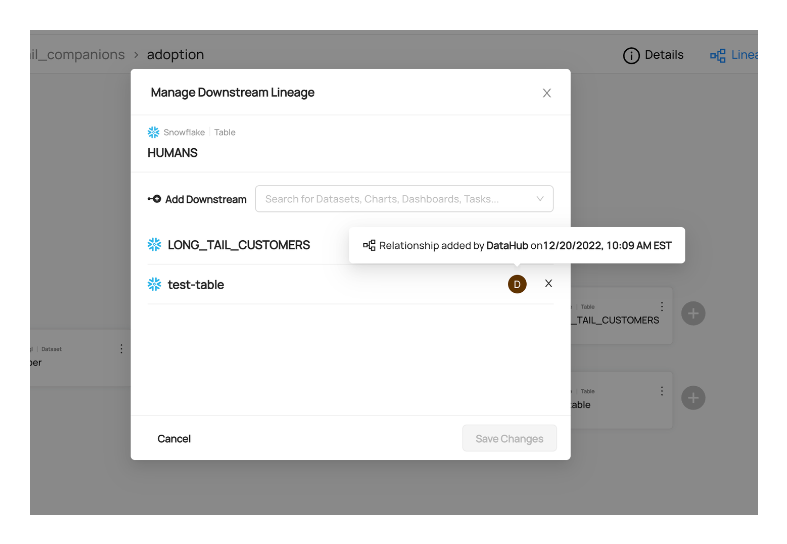 il_companions > adoption
Details
Linea
Manage Downstream Lineage
Snowflake | Table
HUMANS
Add Downstream
Search for Datasets, Charts, Dashboards, Tasks...
LONG_TAIL_CUSTOMERS
Relationship added by DataHub on 12/20/2022, 10:09 AM EST
test-table
D
Table
_TAIL_CUSTOMERS
Dataset
per
Table
able
Cancel
Save Changes